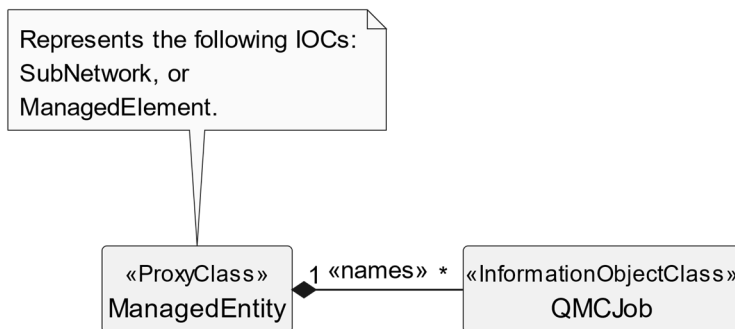 Represents the following IOCs:
SubNetwork, or
ManagedElement.
«ProxyClass»
ManagedEntity
1 «names» *
«InformationObjectClass»
QMCJob